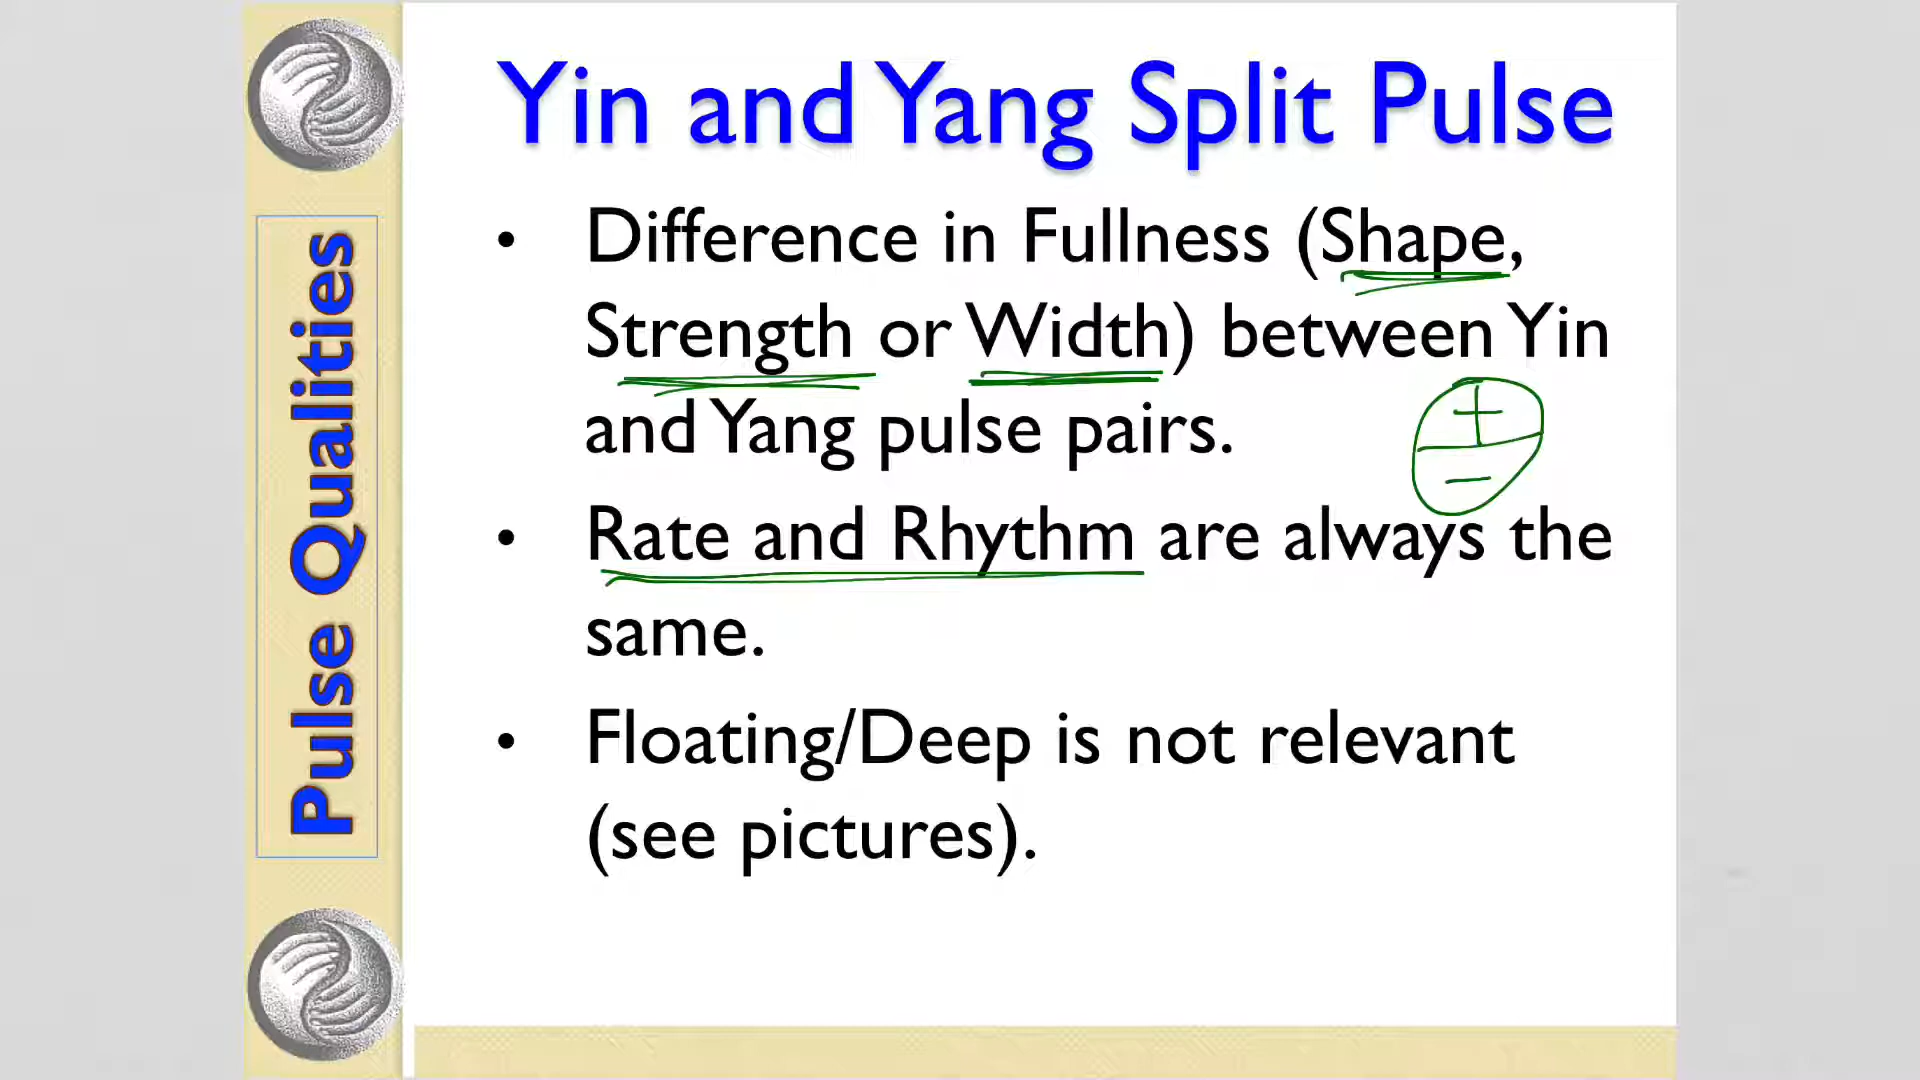 Pulse Qualities
Yin and Yang Split Pulse
• Difference in Fullness (Shape,
Strength or Width) between Yin
and Yang pulse pairs.
+
−
• Rate and Rhythm are always the
same.
• Floating/Deep is not relevant
(see pictures).